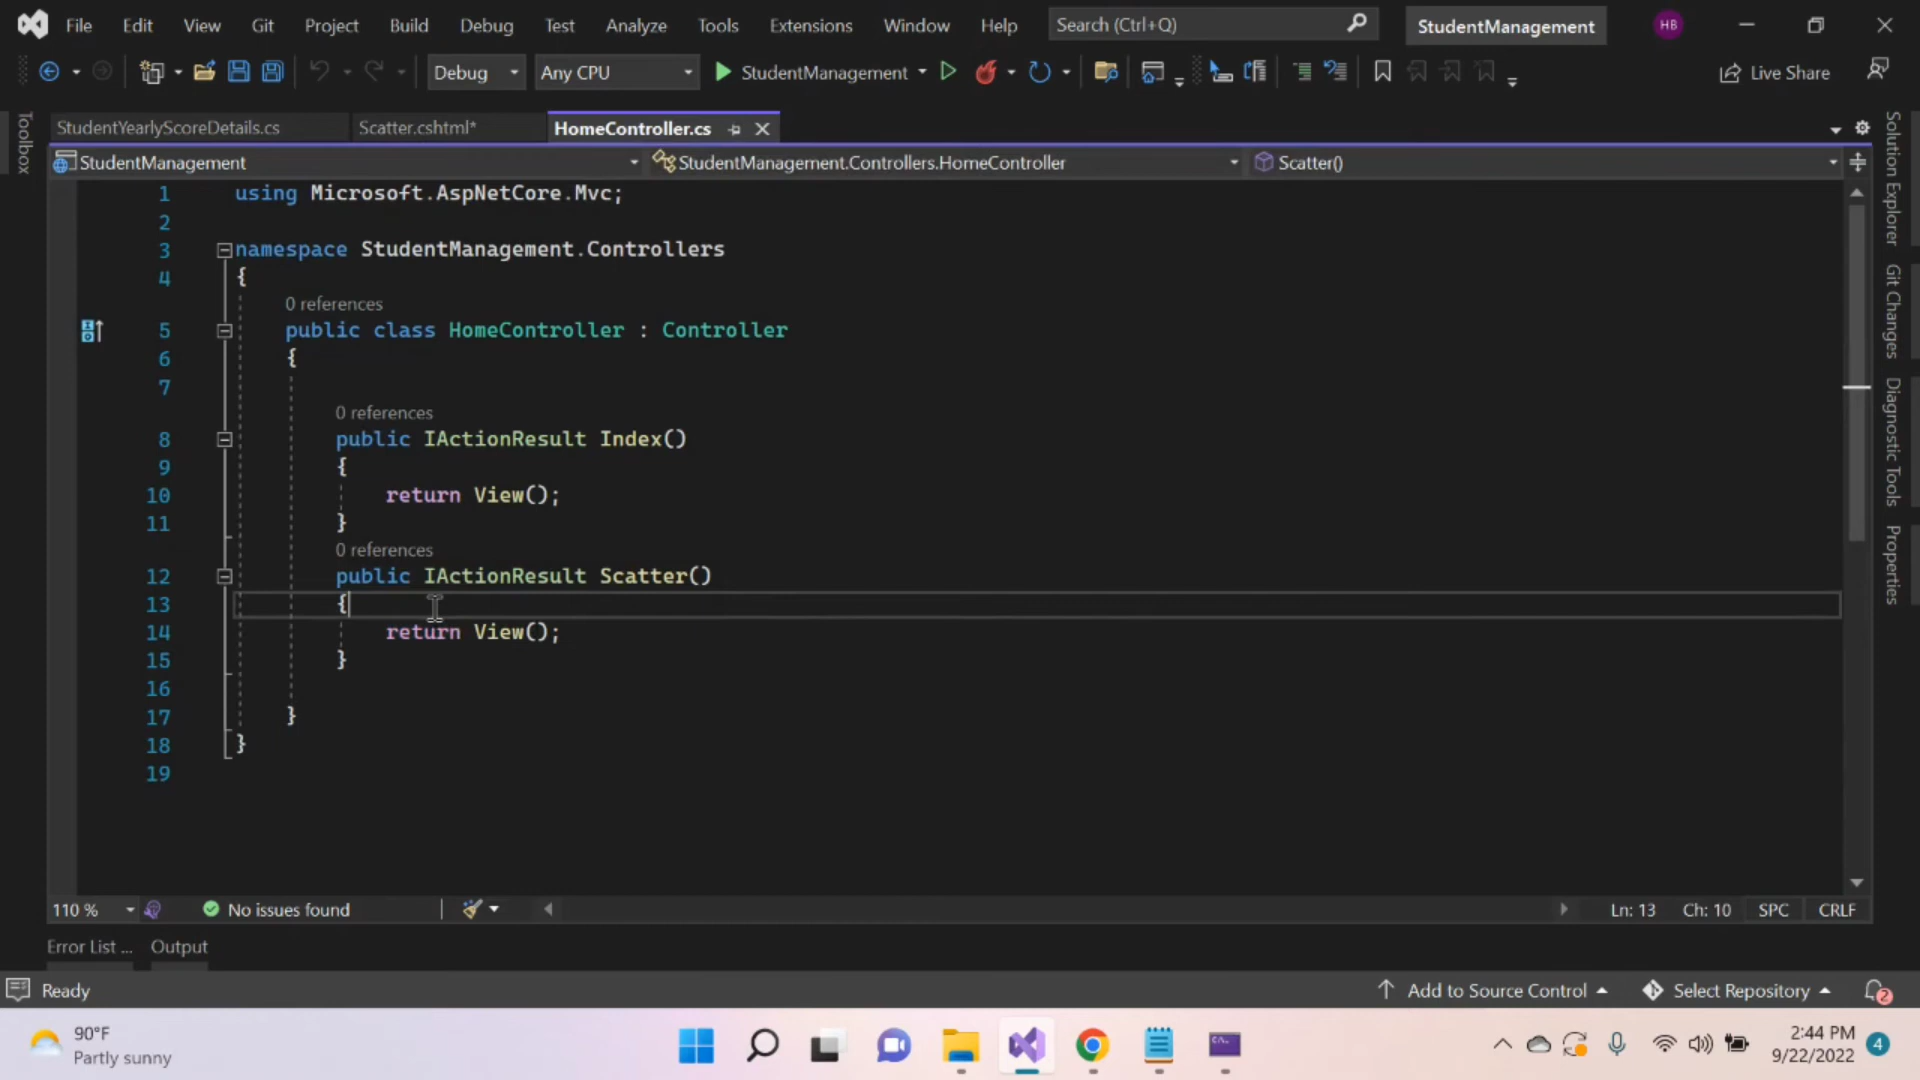 File Edit View Git Project Build Debug Test Analyze Tools Extensions Window Help Search (Ctrl+Q) StudentManagement HB
Debug Any CPU StudentManagement Live Share
Toolbox
StudentYearlyScoreDetails.cs Scatter.cshtml* HomeController.cs
StudentManagement StudentManagement.Controllers.HomeController Scatter()
1 using Microsoft.AspNetCore.Mvc;
2
3 namespace StudentManagement.Controllers
4 {
0 references
5 public class HomeController : Controller
6 {
7
0 references
8 public IActionResult Index()
9 {
10 return View();
11 }
0 references
12 public IActionResult Scatter()
13 {
14 return View();
15 }
16
17 }
18 }
19
Solution Explorer
Git Changes
Diagnostic Tools
Properties
110 % No issues found Ln: 13 Ch: 10 SPC CRLF
Error List ... Output
Ready Add to Source Control Select Repository 2
90°F
Partly sunny
2:44 PM
9/22/2022 4